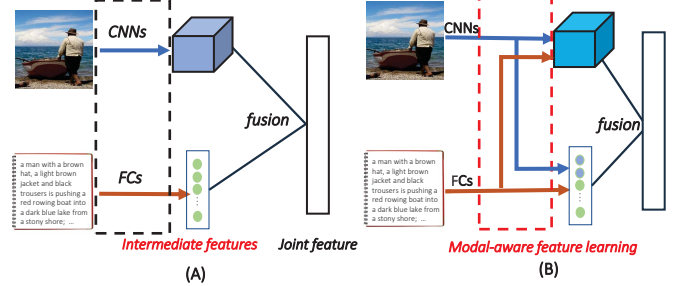 CNNs
fusion
a man with a brown
hat, a light brown
jacket and black
trousers is pushing a
red rowing boat into
a dark blue lake from
a stony shore; ...
FCs
Intermediate features
Joint feature
(A)
CNNs
fusion
a man with a brown
hat, a light brown
jacket and black
trousers is pushing a
red rowing boat into
a dark blue lake from
a stony shore; ...
FCs
Modal-aware feature learning
(B)